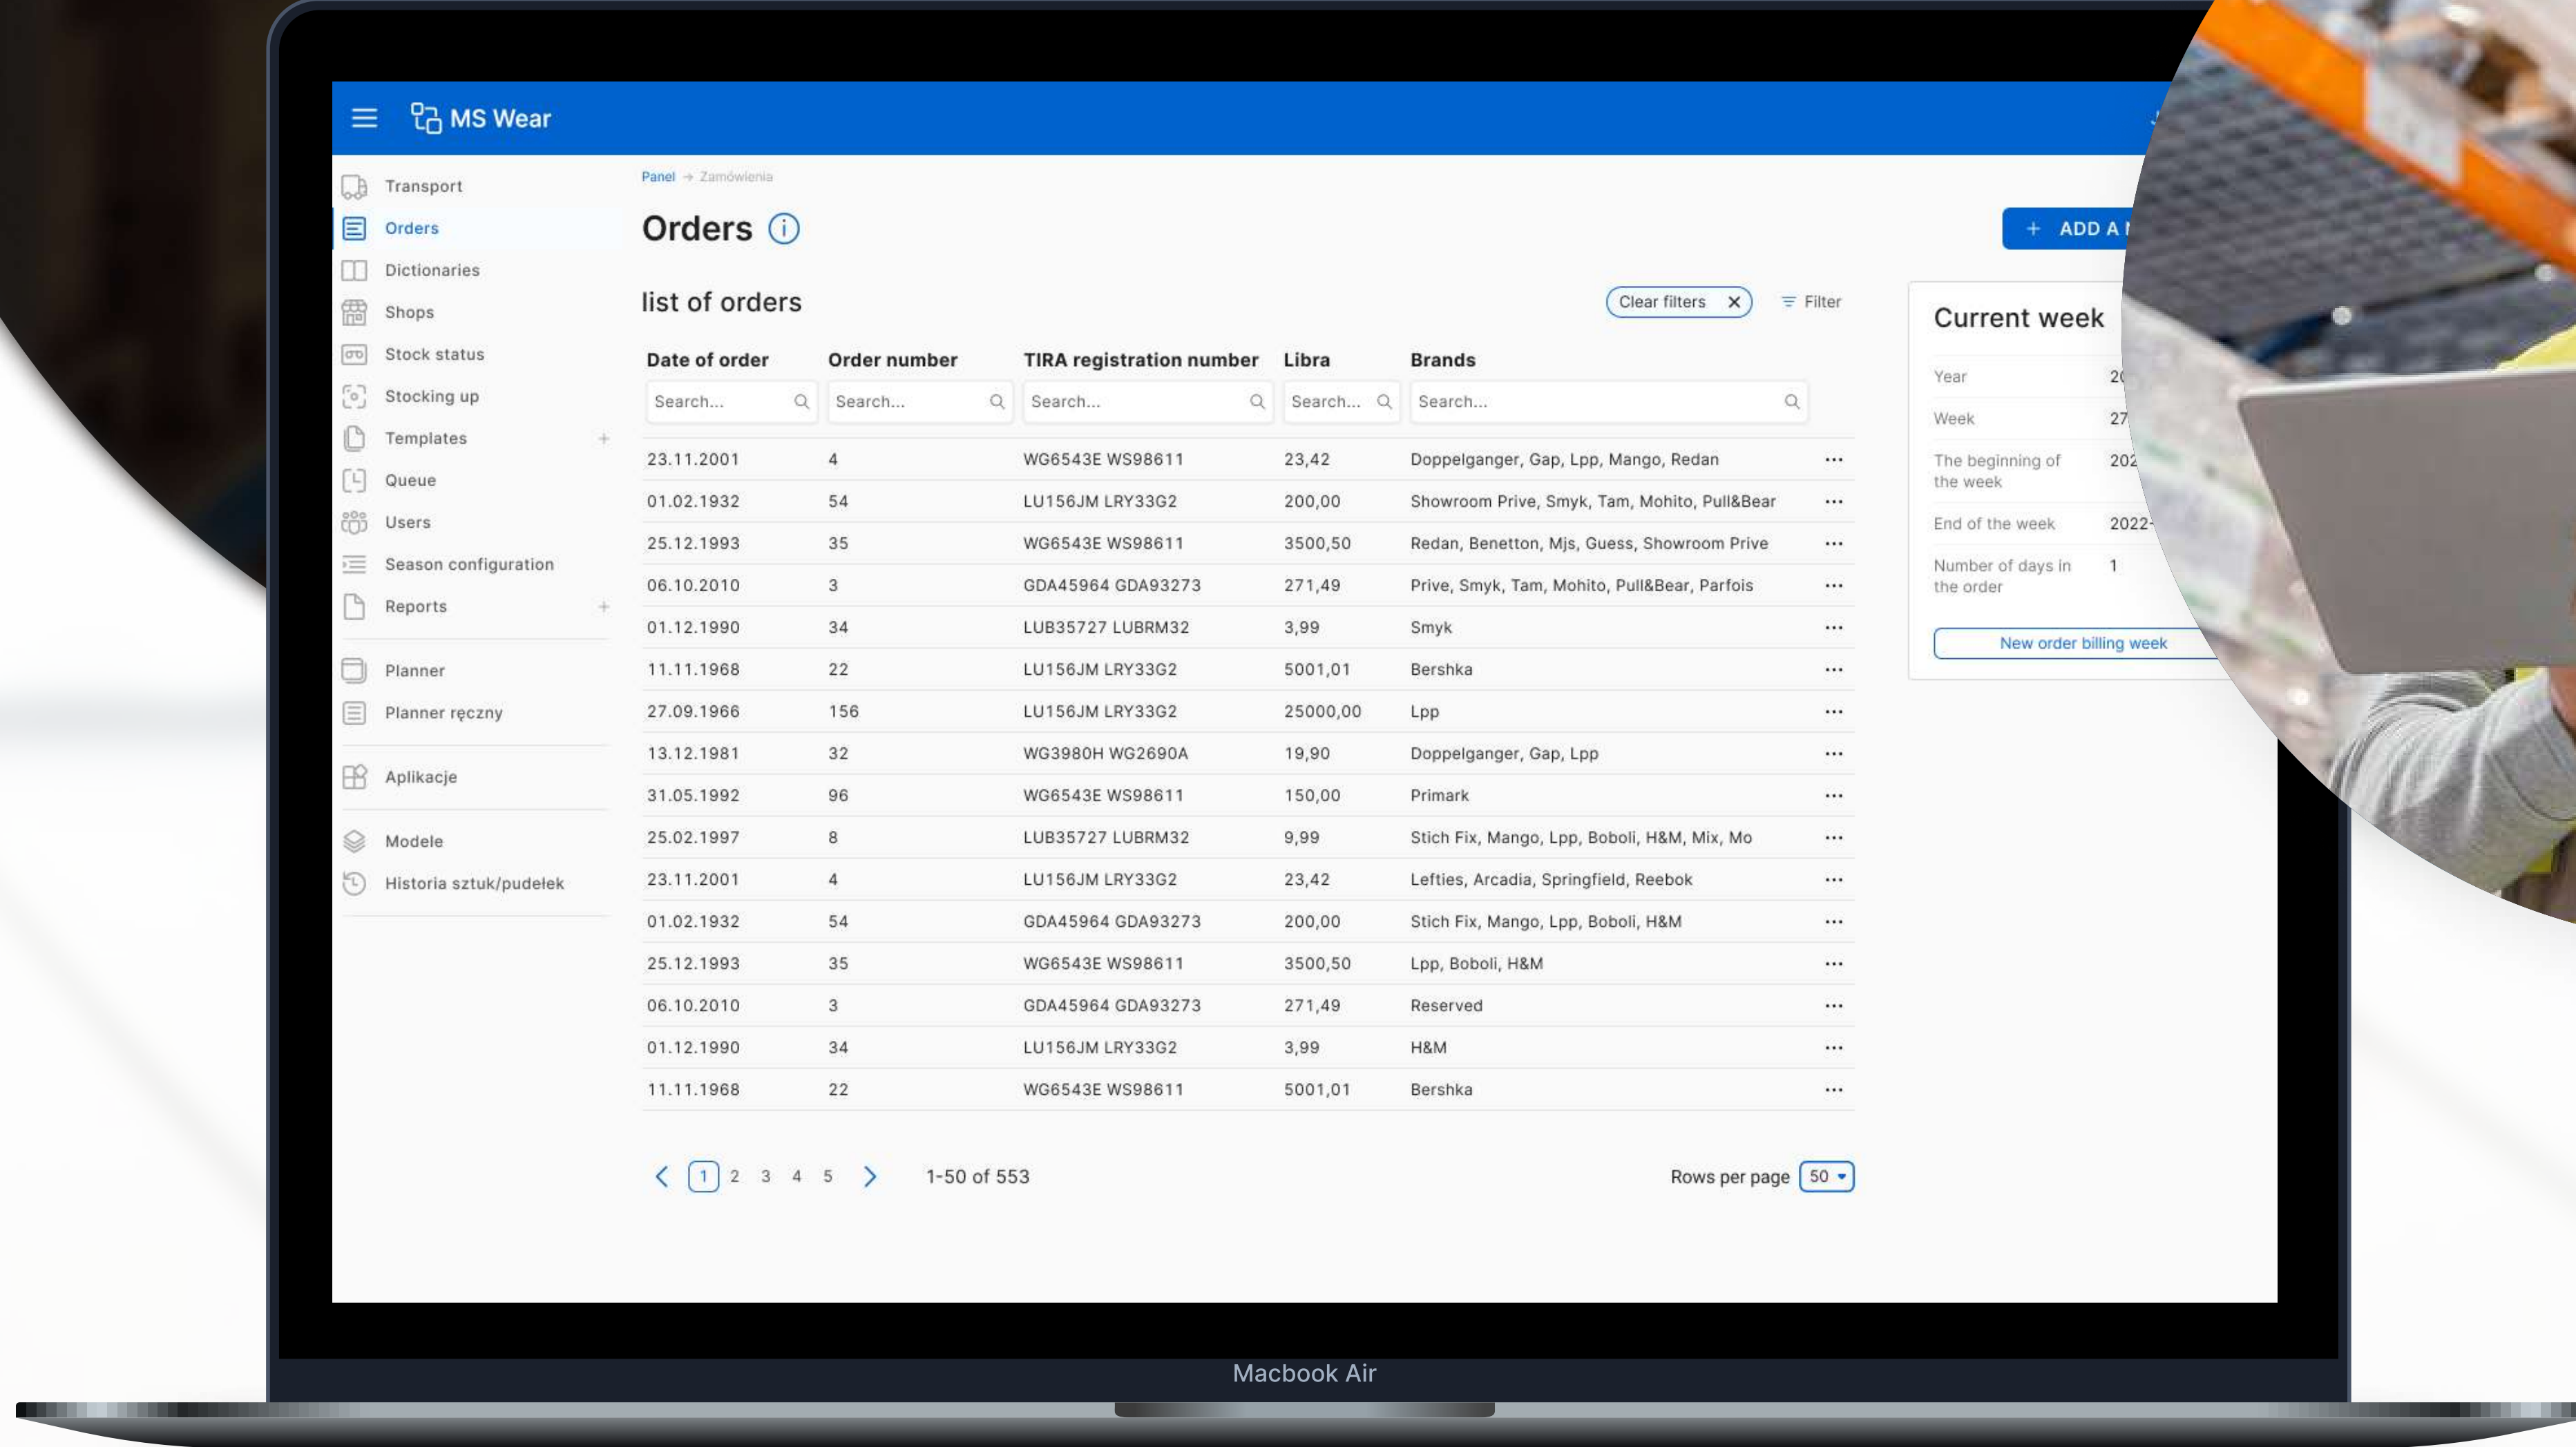 MS Wear
Transport
Orders
Dictionaries
Shops
Stock status
Stocking up
Templates
Queue
Users
Season configuration
Reports
Planner
Planner ręczny
Aplikacje
Modele
Historia sztuk/pudełek
Panel → Zamówienia
Orders
ADD A
list of orders
Clear filters
Filter
Date of order Order number TIRA registration number Libra Brands
Search... Search... Search... Search... Search...
23.11.2001 4 WG6543E WS98611 23,42 Doppelganger, Gap, Lpp, Mango, Redan
01.02.1932 54 LU156JM LRY33G2 200,00 Showroom Prive, Smyk, Tam, Mohito, Pull&Bear
25.12.1993 35 WG6543E WS98611 3500,50 Redan, Benetton, Mjs, Guess, Showroom Prive
06.10.2010 3 GDA45964 GDA93273 271,49 Prive, Smyk, Tam, Mohito, Pull&Bear, Parfois
01.12.1990 34 LUB35727 LUBRM32 3,99 Smyk
11.11.1968 22 LU156JM LRY33G2 5001,01 Bershka
27.09.1966 156 LU156JM LRY33G2 25000,00 Lpp
13.12.1981 32 WG3980H WG2690A 19,90 Doppelganger, Gap, Lpp
31.05.1992 96 WG6543E WS98611 150,00 Primark
25.02.1997 8 LUB35727 LUBRM32 9,99 Stich Fix, Mango, Lpp, Boboli, H&M, Mix, Mo
23.11.2001 4 LU156JM LRY33G2 23,42 Lefties, Arcadia, Springfield, Reebok
01.02.1932 54 GDA45964 GDA93273 200,00 Stich Fix, Mango, Lpp, Boboli, H&M
25.12.1993 35 WG6543E WS98611 3500,50 Lpp, Boboli, H&M
06.10.2010 3 GDA45964 GDA93273 271,49 Reserved
01.12.1990 34 LU156JM LRY33G2 3,99 H&M
11.11.1968 22 WG6543E WS98611 5001,01 Bershka
1 2 3 4 5
1-50 of 553
Rows per page 50
Current week
Year
Week 27
The beginning of
the week
End of the week 2022-
Number of days in 1
the order
New order billing week
Macbook Air